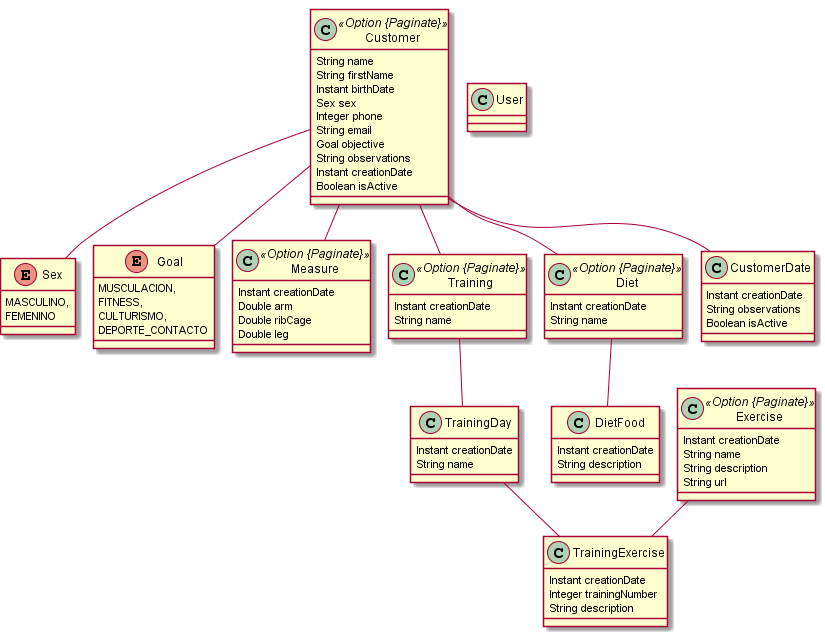 C «Option {Paginate}»
Customer
String name
String firstName
Instant birthDate
Sex sex
Integer phone
String email
Goal objective
String observations
Instant creationDate
Boolean isActive
C User
E Sex
MASCULINO,
FEMENINO
E Goal
MUSCULACION,
FITNESS,
CULTURISMO,
DEPORTE_CONTACTO
C «Option {Paginate}»
Measure
Instant creationDate
Double arm
Double ribCage
Double leg
C «Option {Paginate}»
Training
Instant creationDate
String name
C «Option {Paginate}»
Diet
Instant creationDate
String name
C CustomerDate
Instant creationDate
String observations
Boolean isActive
C TrainingDay
Instant creationDate
String name
C DietFood
Instant creationDate
String description
C «Option {Paginate}»
Exercise
Instant creationDate
String name
String description
String url
C TrainingExercise
Instant creationDate
Integer trainingNumber
String description